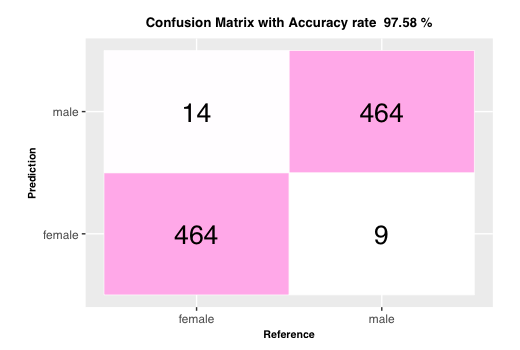 Confusion Matrix with Accuracy rate  97.58 %
Prediction
male
14
464
female
464
9
female
male
Reference